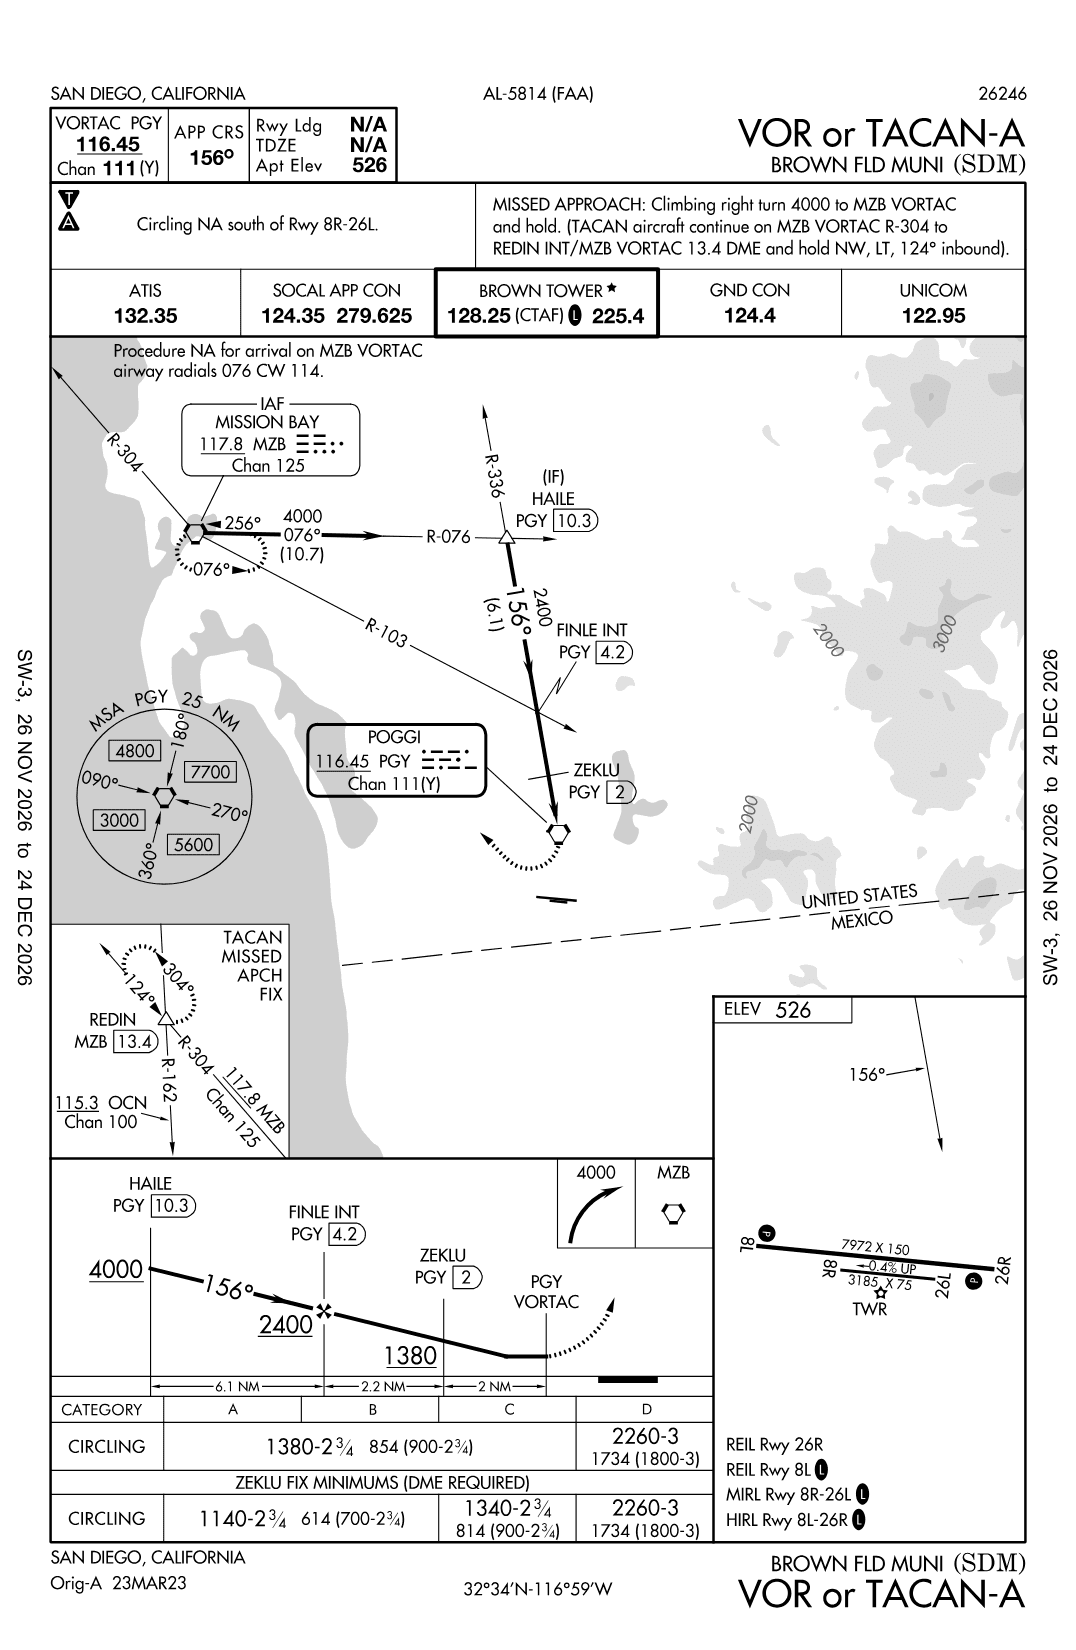 SAN DIEGO, CALIFORNIA
AL-5814 (FAA)
26246
VORTAC PGY
116.45
Chan 111 (Y)
APP CRS
156°
Rwy Ldg N/A
TDZE N/A
Apt Elev 526
VOR or TACAN-A
BROWN FLD MUNI (SDM)
T
A
Circling NA south of Rwy 8R-26L.
MISSED APPROACH: Climbing right turn 4000 to MZB VORTAC
and hold. (TACAN aircraft continue on MZB VORTAC R-304 to
REDIN INT/MZB VORTAC 13.4 DME and hold NW, LT, 124° inbound).
ATIS
132.35
SOCAL APP CON
124.35 279.625
BROWN TOWER ★
128.25 (CTAF) L 225.4
GND CON
124.4
UNICOM
122.95
Procedure NA for arrival on MZB VORTAC
airway radials 076 CW 114.
IAF
MISSION BAY
117.8 MZB
Chan 125
R-304
R-336
(IF)
HAILE
PGY 10.3
256°
4000
076°
(10.7)
R-076
076°
2400
156°
(6.1)
R-103
FINLE INT
PGY 4.2
2000
3000
MSA PGY 25 NM
180°
4800
7700
090°
270°
3000
5600
360°
POGGI
116.45 PGY
Chan 111(Y)
ZEKLU
PGY 2
2000
UNITED STATES
MEXICO
TACAN
MISSED
APCH
FIX
304°
124°
REDIN
MZB 13.4
R-304
R-162
117.8 MZB
Chan 125
115.3 OCN
Chan 100
ELEV 526
156°
8L
P
7972 X 150
0.4% UP
8R
3185 X 75
26L
P
26R
TWR
REIL Rwy 26R
REIL Rwy 8L L
MIRL Rwy 8R-26L L
HIRL Rwy 8L-26R L
4000
MZB
HAILE
PGY 10.3
FINLE INT
PGY 4.2
ZEKLU
PGY 2
PGY
VORTAC
4000
156°
2400
1380
6.1 NM
2.2 NM
2 NM
CATEGORY A B C D
CIRCLING 1380-2¾ 854 (900-2¾) 2260-3
1734 (1800-3)
ZEKLU FIX MINIMUMS (DME REQUIRED)
CIRCLING 1140-2¾ 614 (700-2¾) 1340-2¾ 2260-3
814 (900-2¾) 1734 (1800-3)
SAN DIEGO, CALIFORNIA
Orig-A 23MAR23
32°34'N-116°59'W
BROWN FLD MUNI (SDM)
VOR or TACAN-A
SW-3, 26 NOV 2026 to 24 DEC 2026
SW-3, 26 NOV 2026 to 24 DEC 2026